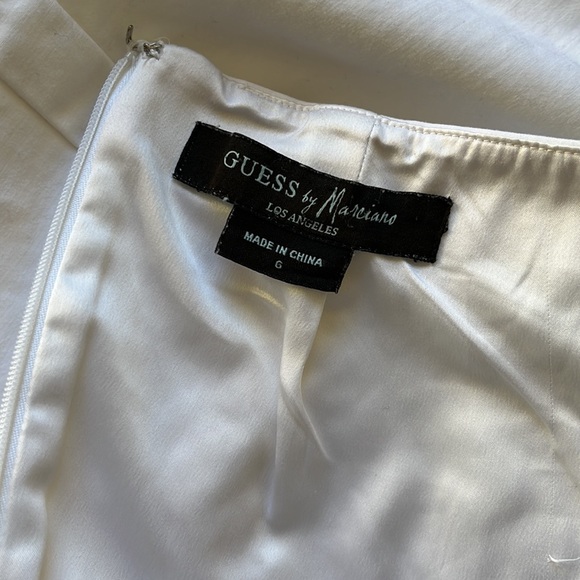 GUESS by Marciano
LOS ANGELES
MADE IN CHINA
6